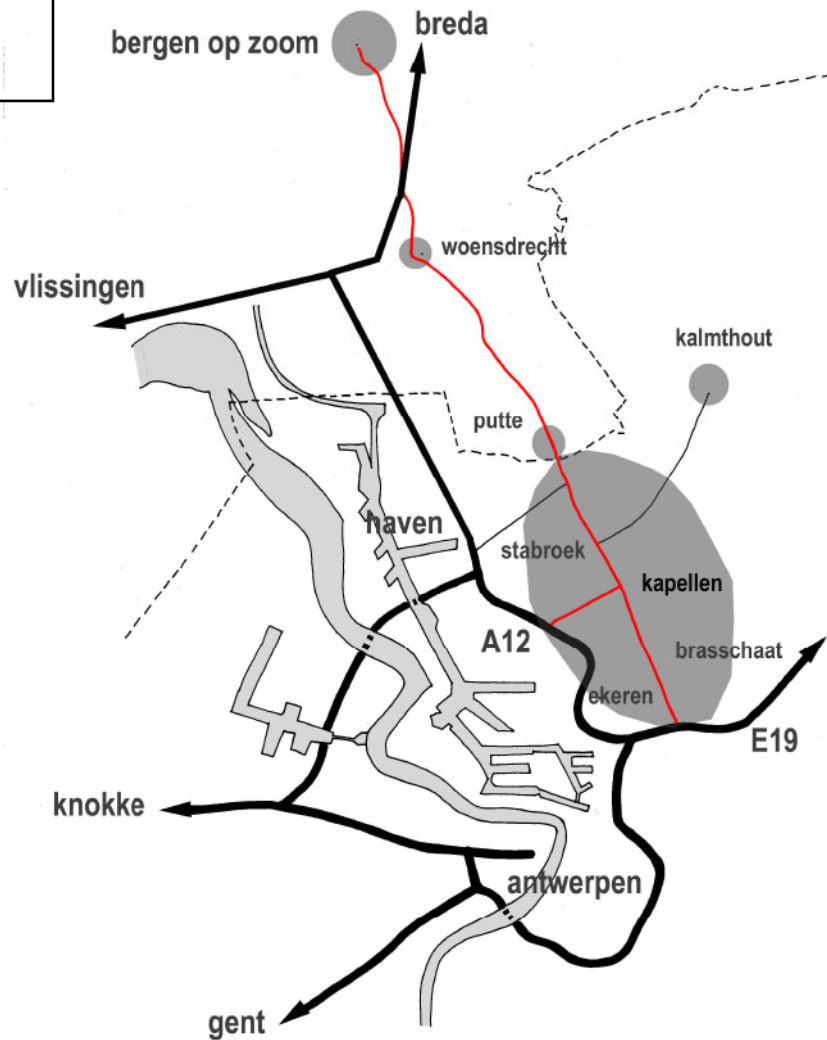 breda
bergen op zoom
woensdrecht
vlissingen
kalmthout
putte
haven
stabroek
kapellen
A12
brasschaat
ekeren
E19
knokke
antwerpen
gent